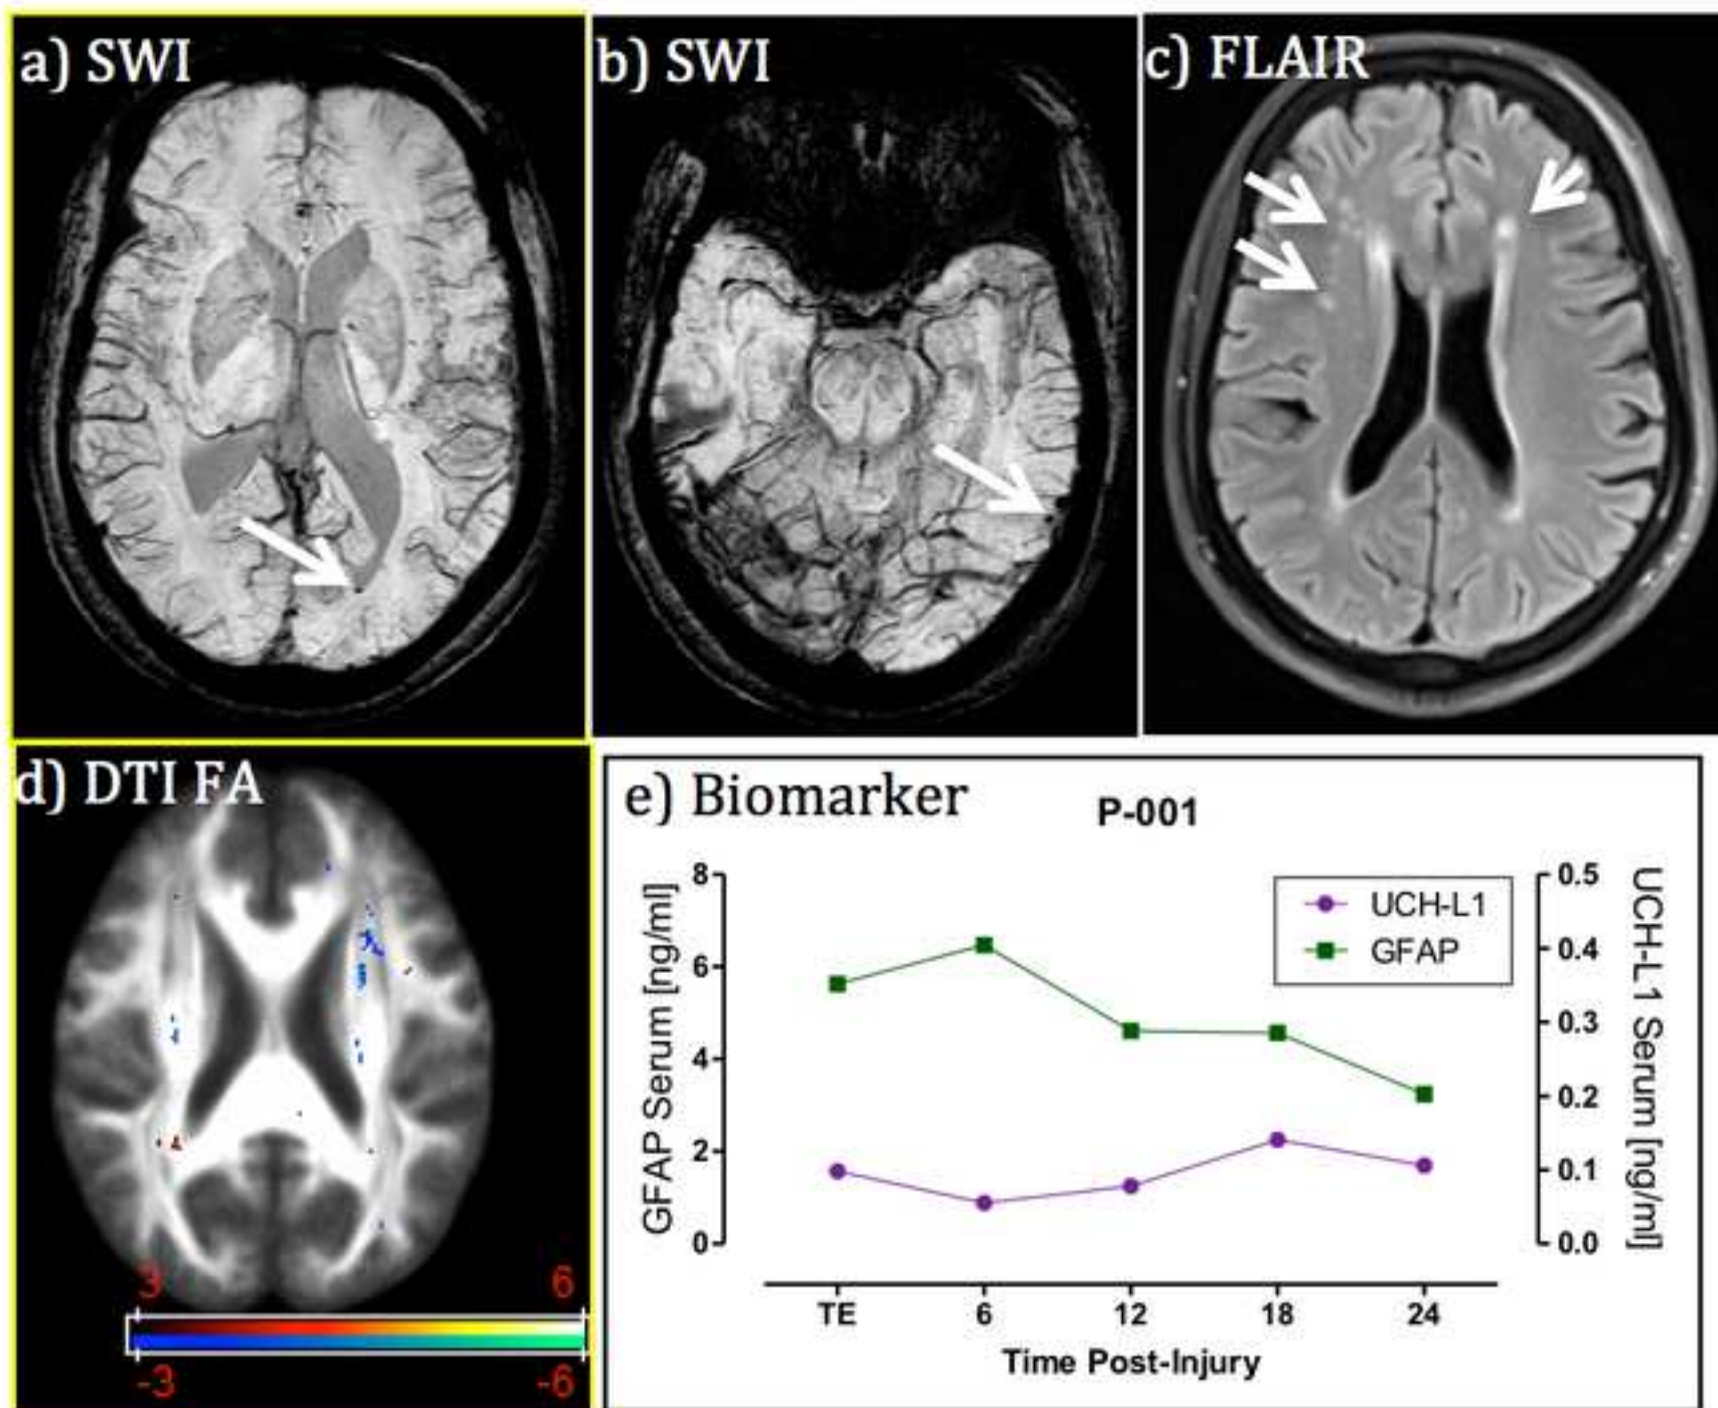 a) SWI
b) SWI
c) FLAIR
d) DTI FA
3
6
-3
-6
e) Biomarker
P-001
GFAP Serum [ng/ml]
8
6
4
2
0
UCH-L1
GFAP
0.5
0.4
0.3
0.2
0.1
0.0
UCH-L1 Serum [ng/ml]
TE 6 12 18 24
Time Post-Injury